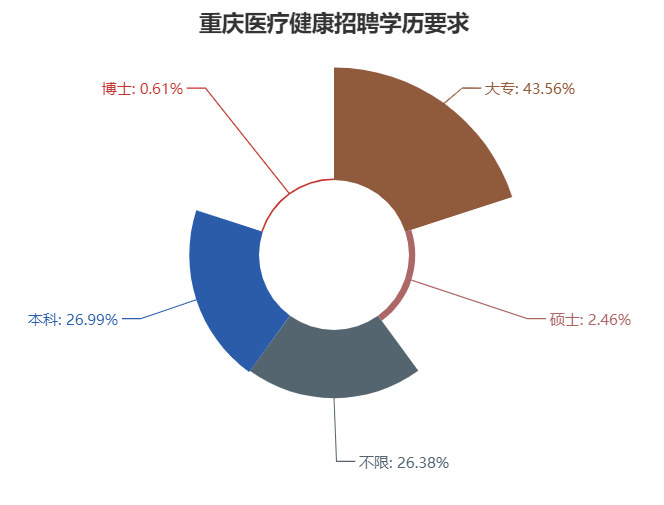 重庆医疗健康招聘学历要求
博士: 0.61%
大专: 43.56%
本科: 26.99%
硕士: 2.46%
不限: 26.38%